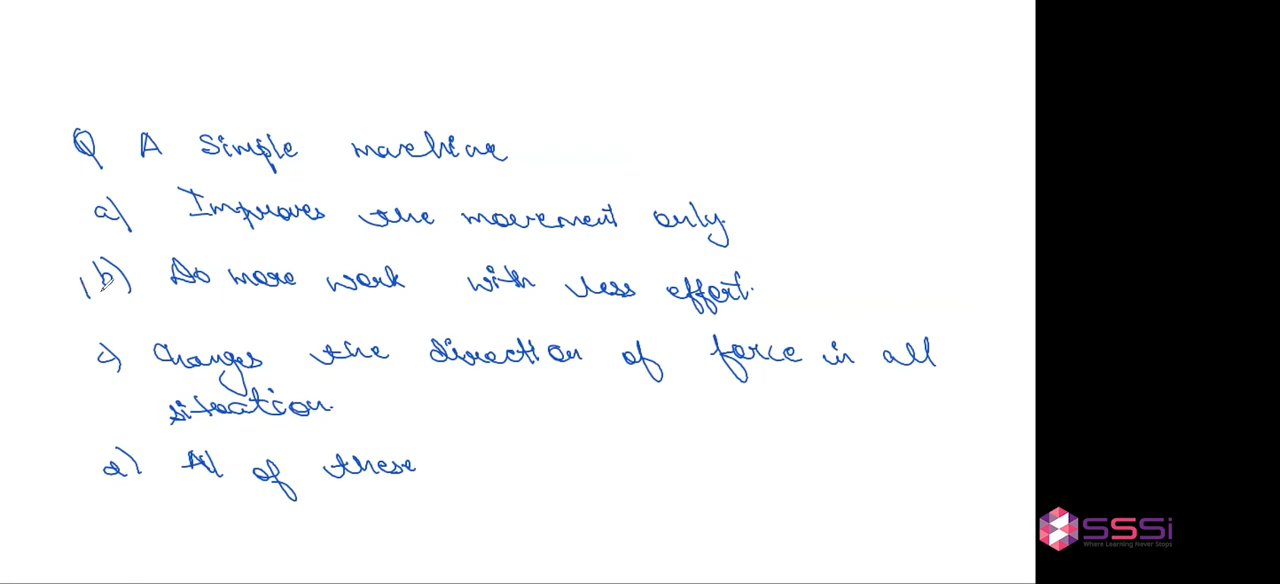 Q A Simple machine
a) Improves the movement only.
b) Do more work with less effort.
c) Changes the direction of force in all
situation.
d) All of these
SSSi
Where Learning Never Stops